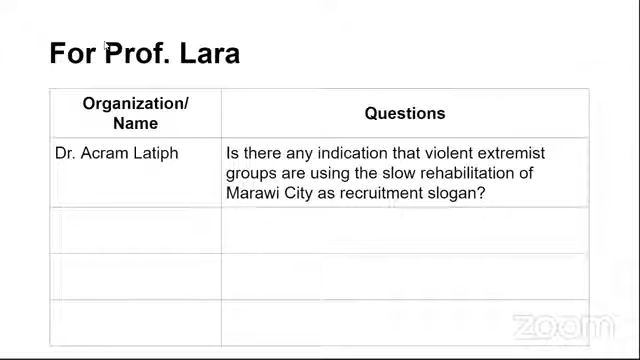 For Prof. Lara
Organization/
Name
Questions
Dr. Acram Latiph
Is there any indication that violent extremist
groups are using the slow rehabilitation of
Marawi City as recruitment slogan?
zoom